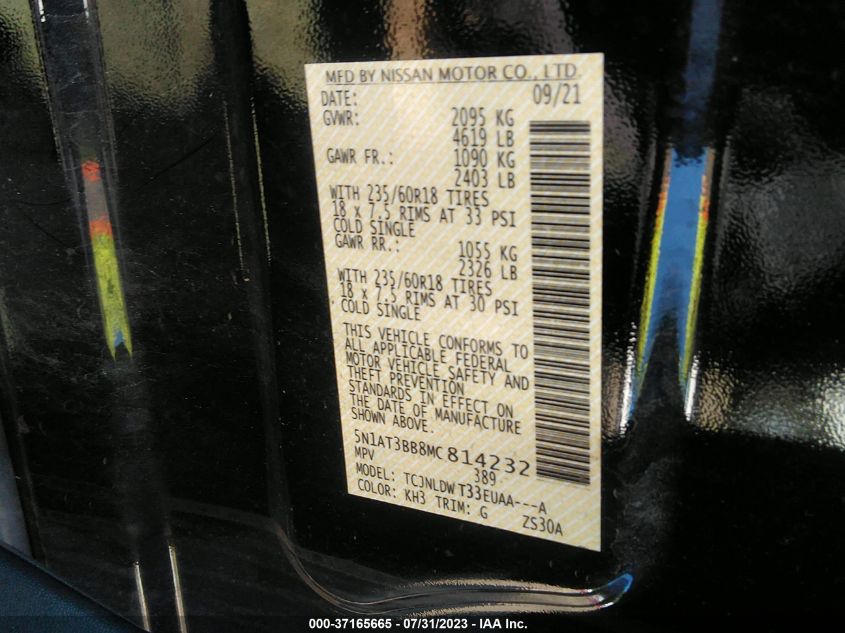 MFD BY NISSAN MOTOR CO., LTD.
DATE: 09/21
GVWR: 2095 KG
4619 LB
GAWR FR.: 1090 KG
2403 LB
WITH 235/60R18 TIRES
18 x 7.5 RIMS AT 33 PSI
COLD SINGLE
GAWR RR.: 1055 KG
2326 LB
WITH 235/60R18 TIRES
18 x 7.5 RIMS AT 30 PSI
COLD SINGLE
THIS VEHICLE CONFORMS TO
ALL APPLICABLE FEDERAL
MOTOR VEHICLE SAFETY AND
THEFT PREVENTION
STANDARDS IN EFFECT ON
THE DATE OF MANUFACTURE
SHOWN ABOVE.
5N1AT3BB8MC814232
MPV 389
MODEL: TCJNLDW T33EUAA---A
COLOR: KH3 TRIM: G ZS30A
000-37165665 - 07/31/2023 - IAA Inc.